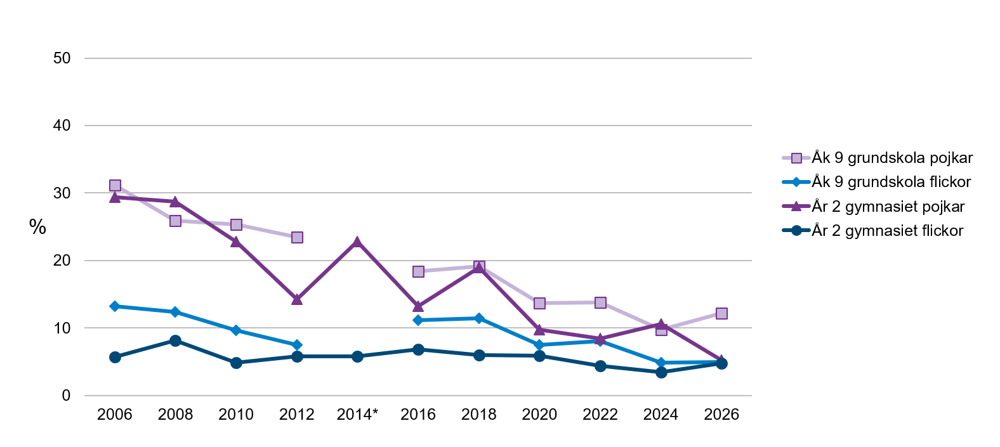 50
40
30
%
20
10
0
2006 2008 2010 2012 2014* 2016 2018 2020 2022 2024 2026
Åk 9 grundskola pojkar
Åk 9 grundskola flickor
År 2 gymnasiet pojkar
År 2 gymnasiet flickor